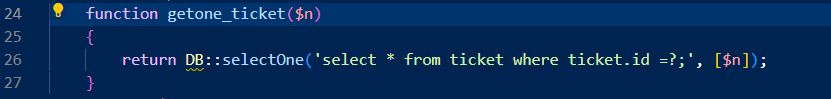 24 function getone_ticket($n)
25 {
26 return DB::selectOne('select * from ticket where ticket.id =?;', [$n]);
27 }